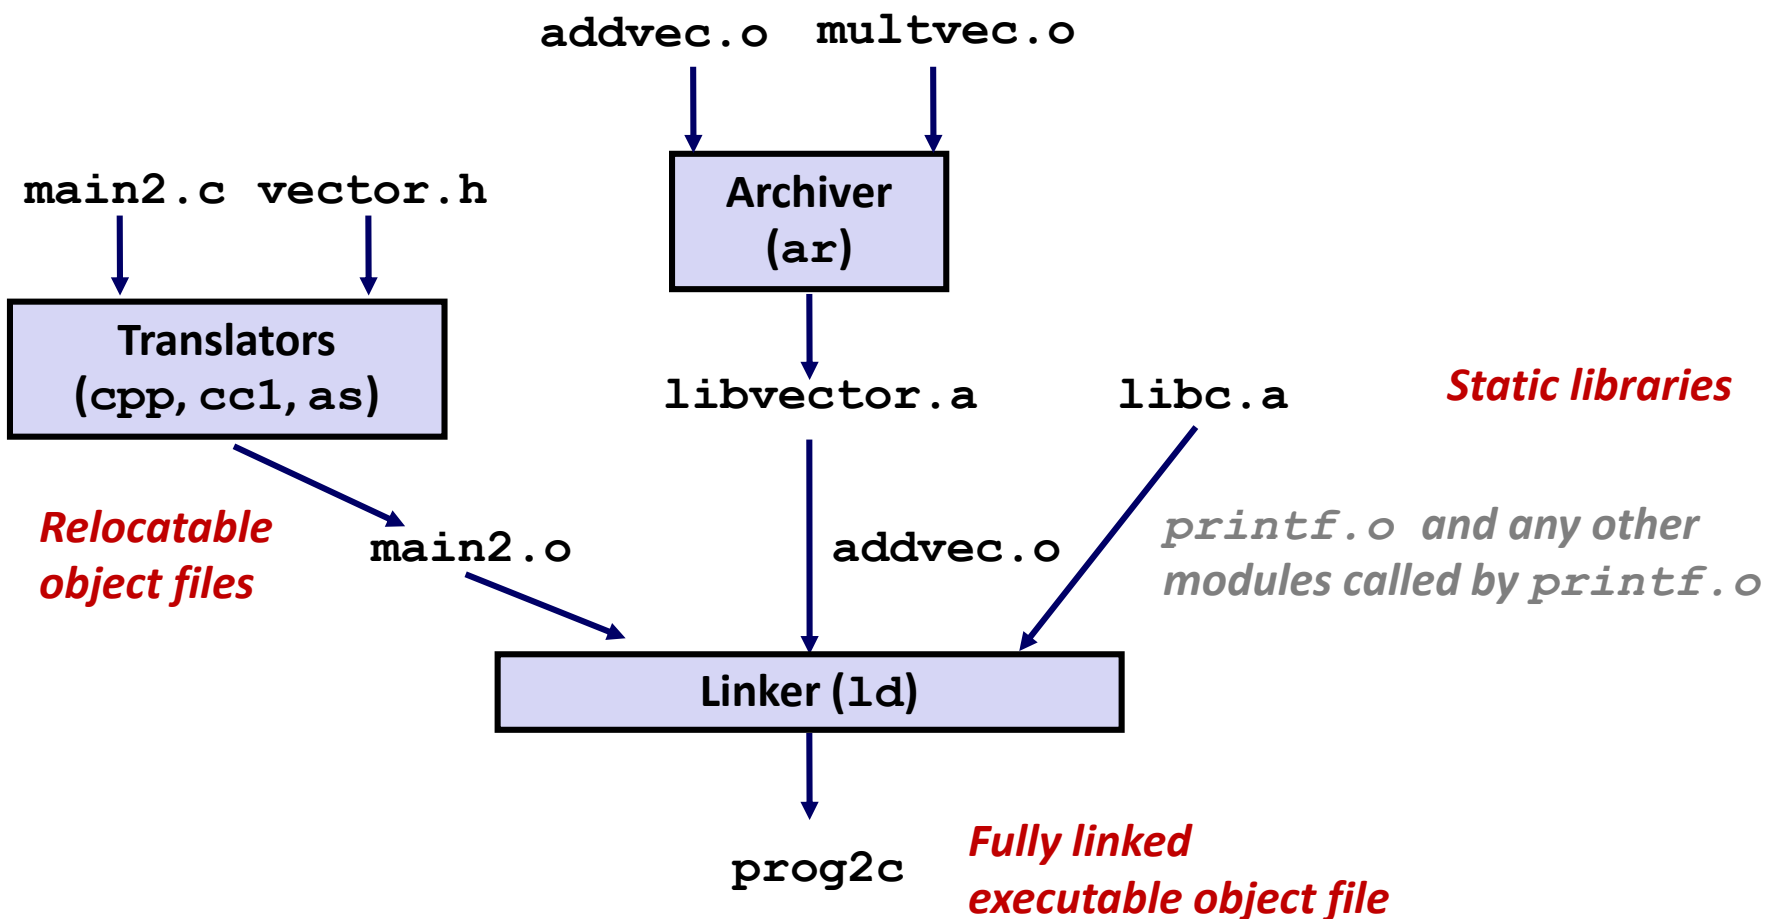 addvec.o multvec.o
main2.c vector.h
Archiver
(ar)
Translators
(cpp, cc1, as)
libvector.a libc.a Static libraries
Relocatable
object files
main2.o
addvec.o
printf.o and any other
modules called by printf.o
Linker (ld)
prog2c
Fully linked
executable object file